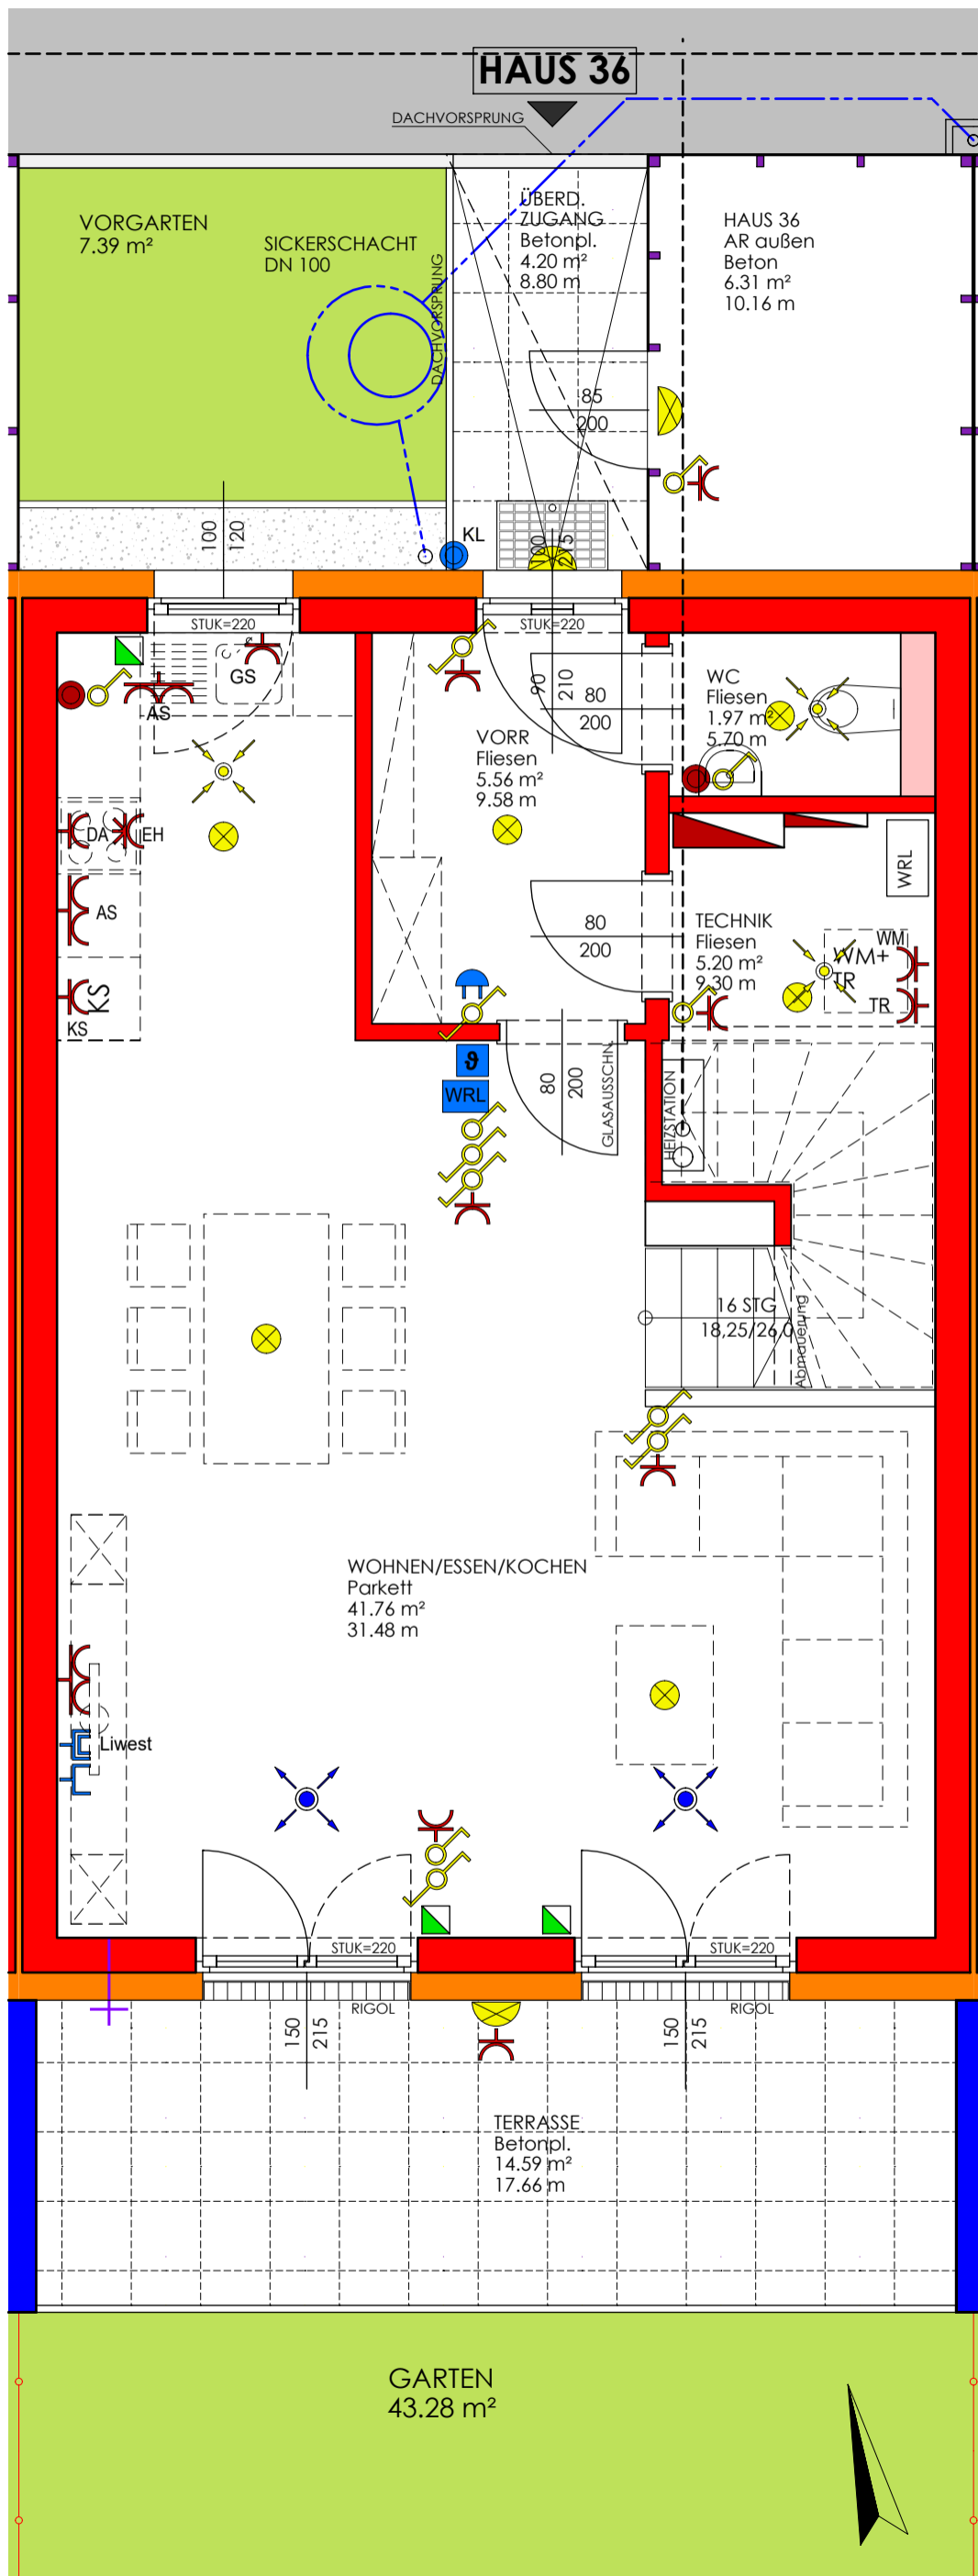 HAUS 36
DACHVORSPRUNG
VORGARTEN
7.39 m²
SICKERSCHACHT
DN 100
DACHVORSPRUNG
ÜBERD.
ZUGANG
Betonpl.
4.20 m²
8.80 m
HAUS 36
AR außen
Beton
6.31 m²
10.16 m
85
200
100
120
KL
100
215
STUK=220
STUK=220
GS
AS
90
210
80
200
WC
Fliesen
1.97 m²
5.70 m
VORR
Fliesen
5.56 m²
9.58 m
DA
EH
AS
KS
KS
80
200
WRL
TECHNIK
Fliesen
5.20 m²
9.30 m
WM
WM+
TR
TR
ϑ
WRL
80
200
GLASAUSSCHN.
HEIZSTATION
16 STG
18,25/26,0
Abmauerung
WOHNEN/ESSEN/KOCHEN
Parkett
41.76 m²
31.48 m
Liwest
STUK=220
STUK=220
RIGOL
RIGOL
150
215
150
215
TERRASSE
Betonpl.
14.59 m²
17.66 m
GARTEN
43.28 m²